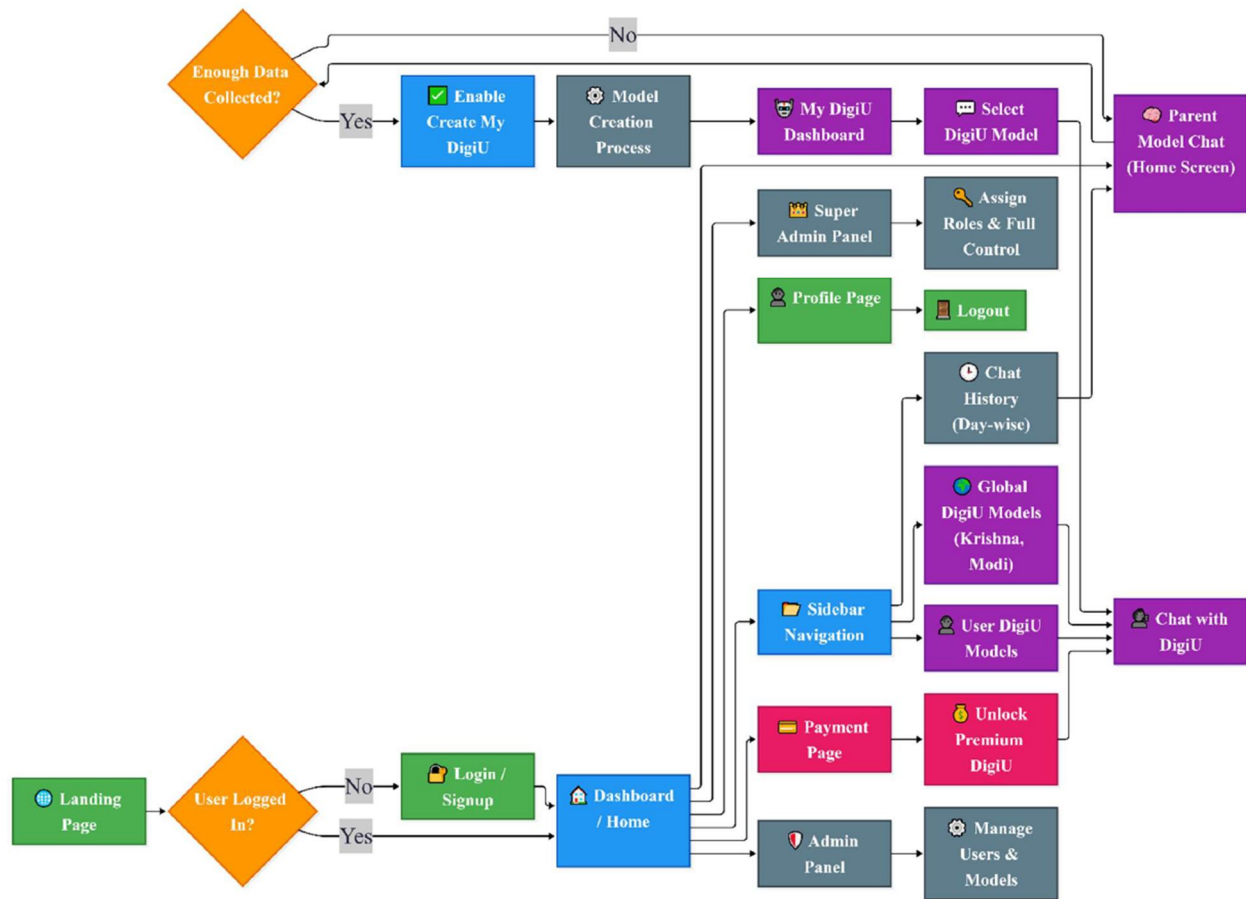 No
Enough Data
Collected?
Yes
Enable
Create My
DigiU
Model
Creation
Process
My DigiU
Dashboard
Select
DigiU Model
Parent
Model Chat
(Home Screen)
Super
Admin Panel
Assign
Roles & Full
Control
Profile Page
Logout
Chat
History
(Day-wise)
Global
DigiU Models
(Krishna,
Modi)
Sidebar
Navigation
User DigiU
Models
Chat with
DigiU
Payment
Page
Unlock
Premium
DigiU
Landing
Page
User Logged
In?
No
Yes
Login /
Signup
Dashboard
/ Home
Admin
Panel
Manage
Users &
Models